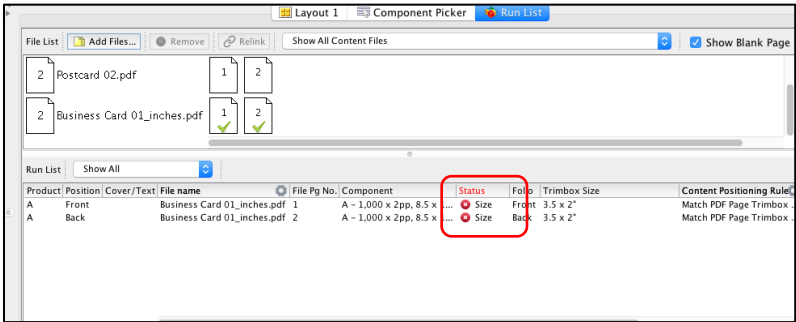 Layout 1 Component Picker Run List
File List Add Files... Remove Relink Show All Content Files Show Blank Page
2 Postcard 02.pdf 1 2
2 Business Card 01_inches.pdf 1 2
Run List Show All
Product Position Cover/Text File name File Pg No. Component Status Folio Trimbox Size Content Positioning Rule
A Front Business Card 01_inches.pdf 1 A - 1,000 x 2pp, 8.5 x 1... Size Front 3.5 x 2" Match PDF Page Trimbox .
A Back Business Card 01_inches.pdf 2 A - 1,000 x 2pp, 8.5 x 1... Size Back 3.5 x 2" Match PDF Page Trimbox .